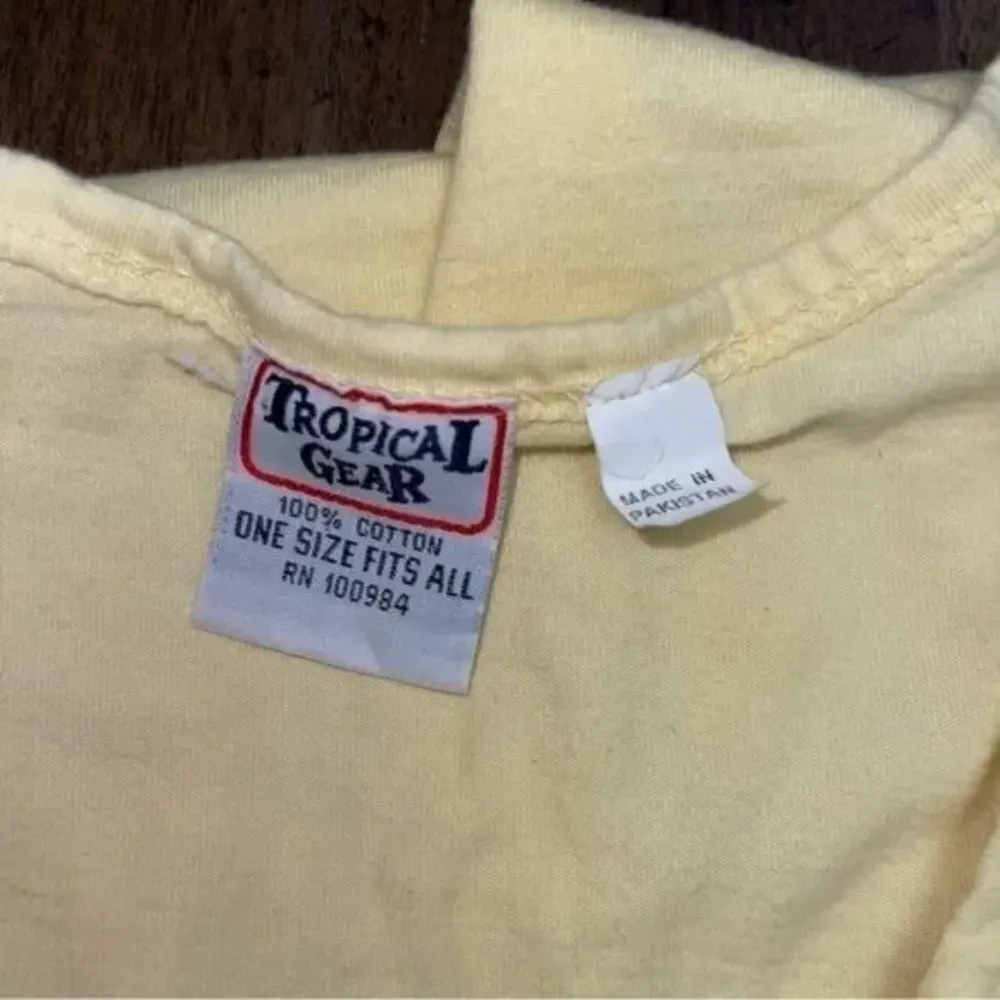 TROPICAL
GEAR
100% COTTON
ONE SIZE FITS ALL
RN 100984
MADE IN
PAKISTAN